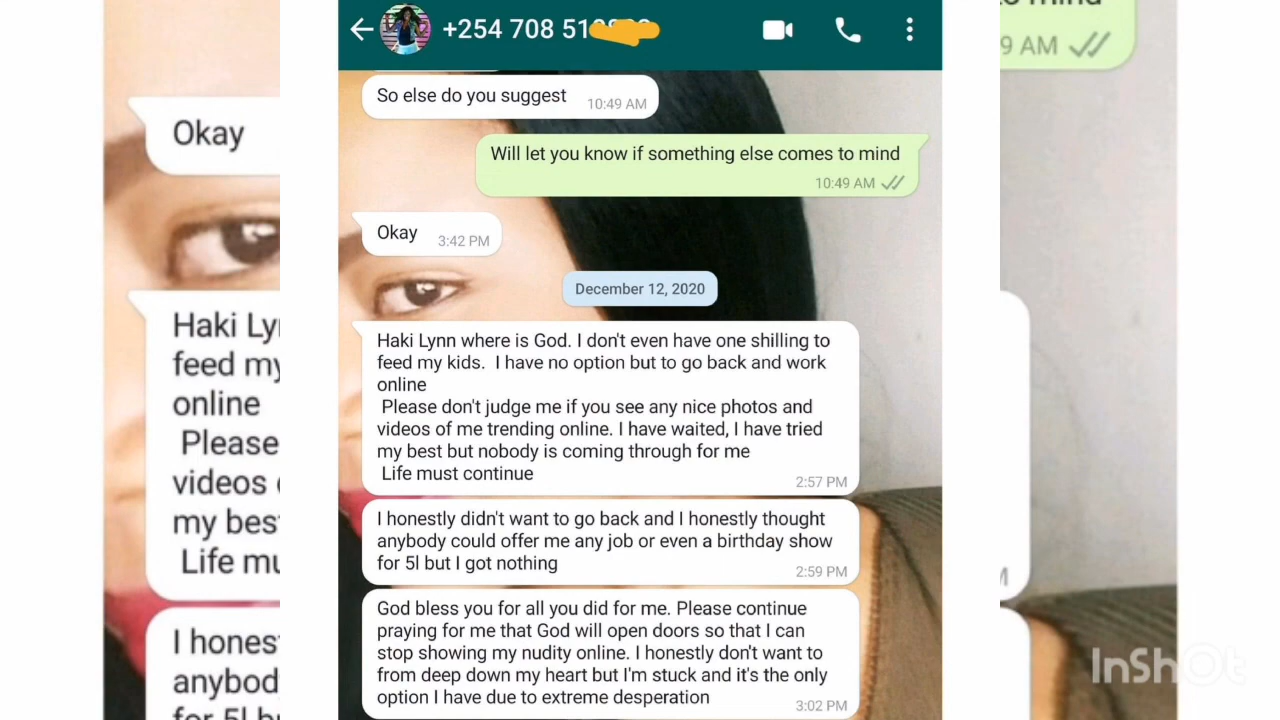 +254 708 51
So else do you suggest
10:49 AM
Will let you know if something else comes to mind
10:49 AM
Okay
3:42 PM
December 12, 2020
Haki Lynn where is God. I don't even have one shilling to
feed my kids.  I have no option but to go back and work
online
Please don't judge me if you see any nice photos and
videos of me trending online. I have waited, I have tried
my best but nobody is coming through for me
Life must continue
2:57 PM
I honestly didn't want to go back and I honestly thought
anybody could offer me any job or even a birthday show
for 5l but I got nothing
2:59 PM
God bless you for all you did for me. Please continue
praying for me that God will open doors so that I can
stop showing my nudity online. I honestly don't want to
from deep down my heart but I'm stuck and it's the only
option I have due to extreme desperation
3:02 PM
Okay
Haki Ly
feed my
online
Please
videos
my bes
Life mu
I hones
anybod
mind
9 AM
InShOt